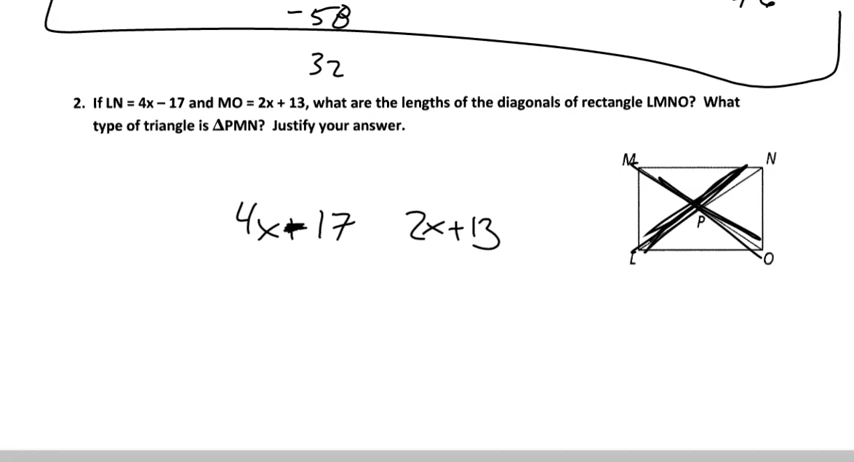 -58
32
2. If LN = 4x – 17 and MO = 2x + 13, what are the lengths of the diagonals of rectangle LMNO? What
type of triangle is ΔPMN? Justify your answer.
M N
4x-17 2x+13
P
L O